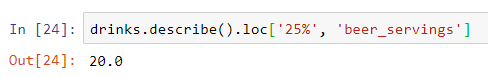 In [24]: drinks.describe().loc['25%', 'beer_servings']
Out[24]: 20.0